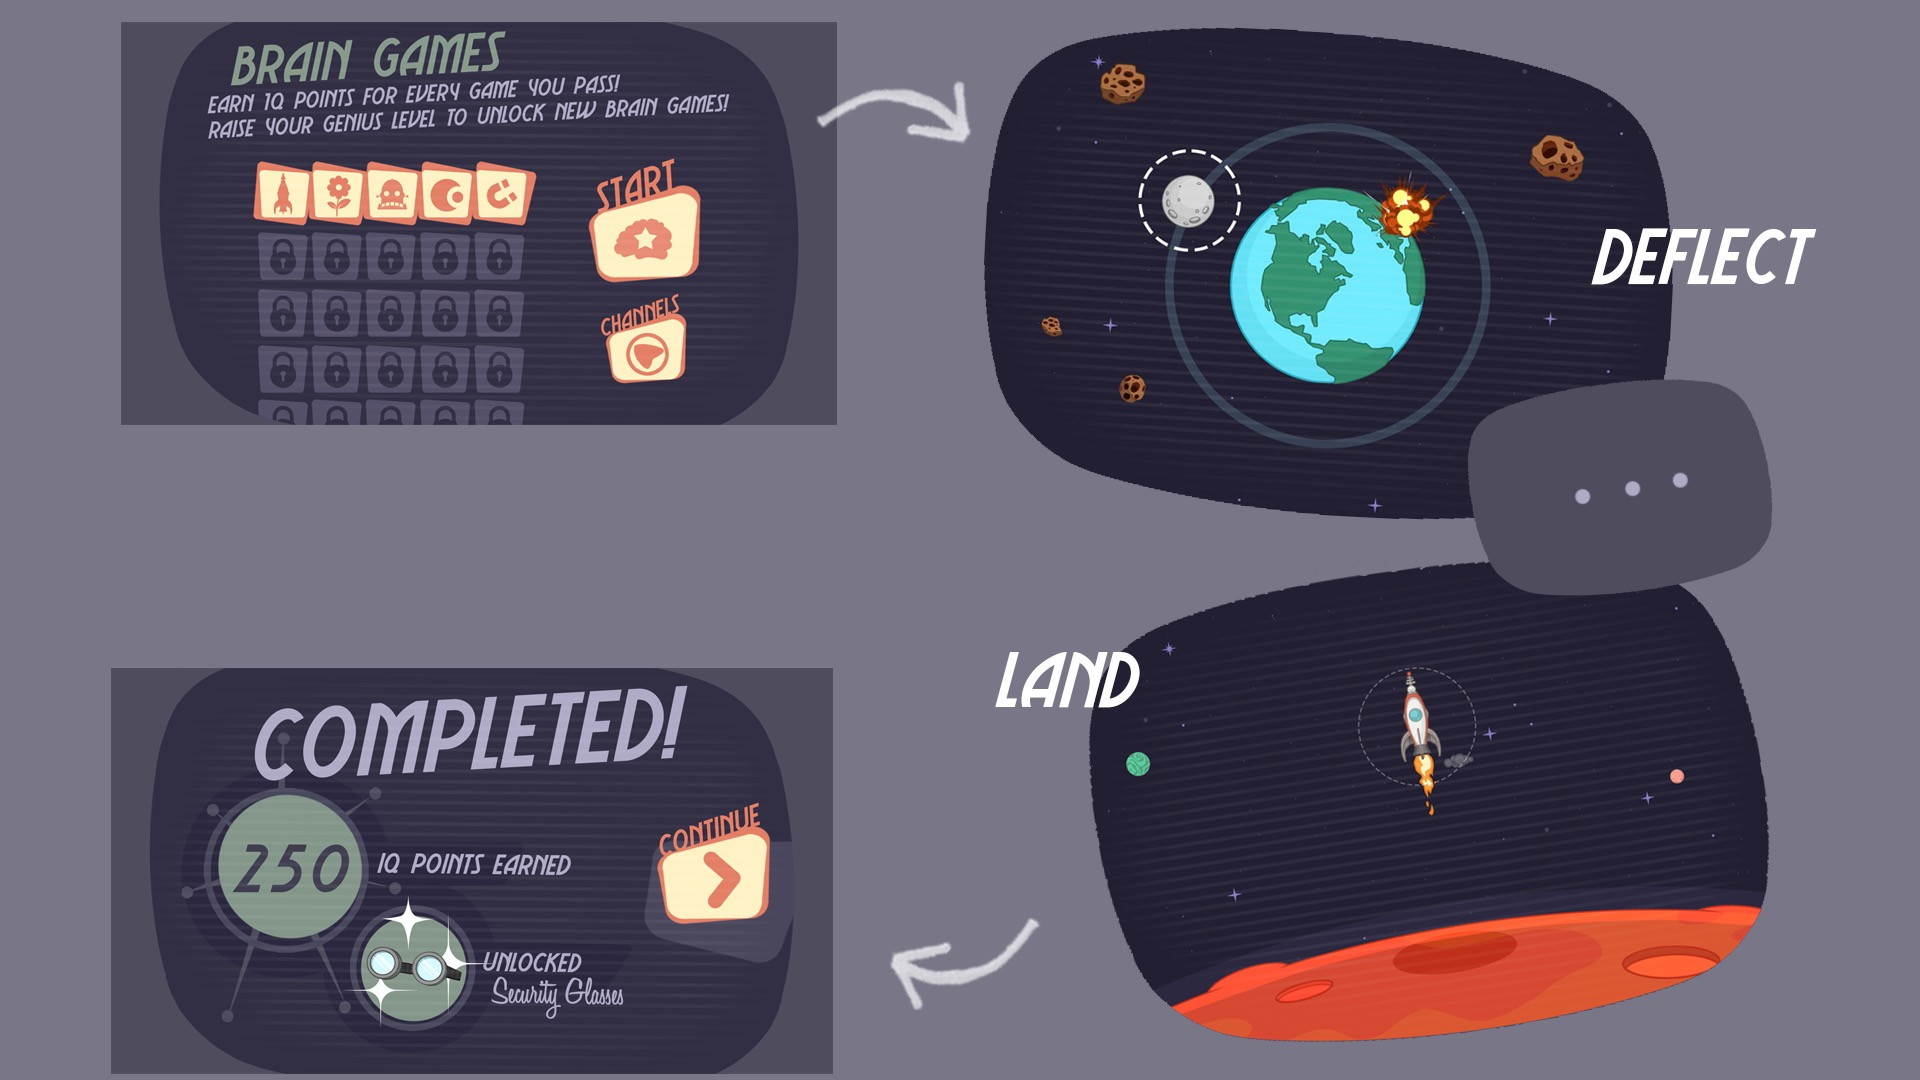 BRAIN GAMES
EARN IQ POINTS FOR EVERY GAME YOU PASS!
RAISE YOUR GENIUS LEVEL TO UNLOCK NEW BRAIN GAMES!
START
CHANNELS
DEFLECT
LAND
COMPLETED!
250
IQ POINTS EARNED
CONTINUE
UNLOCKED
Security Glasses